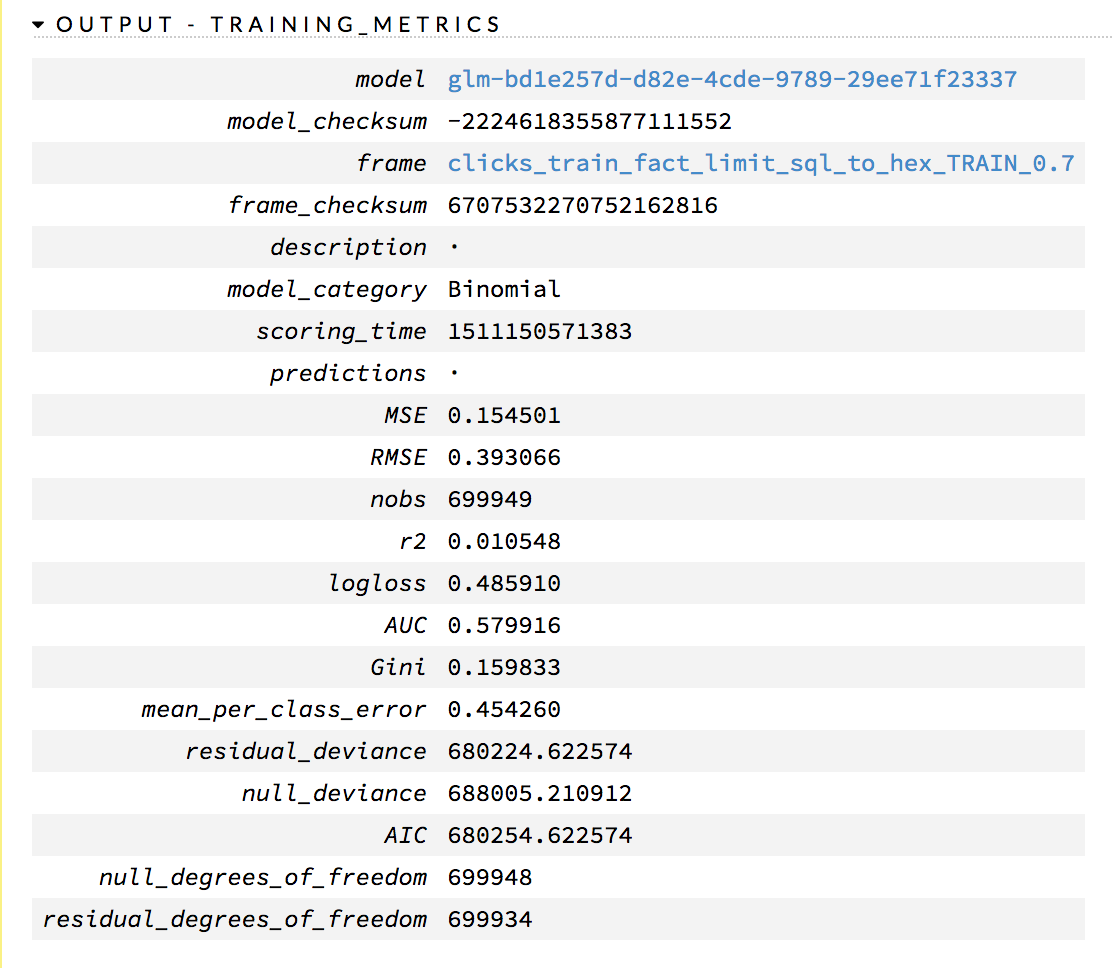 OUTPUT - TRAINING_METRICS
model glm-bd1e257d-d82e-4cde-9789-29ee71f23337
model_checksum -2224618355877111552
frame clicks_train_fact_limit_sql_to_hex_TRAIN_0.7
frame_checksum 6707532270752162816
description ·
model_category Binomial
scoring_time 1511150571383
predictions ·
MSE 0.154501
RMSE 0.393066
nobs 699949
r2 0.010548
logloss 0.485910
AUC 0.579916
Gini 0.159833
mean_per_class_error 0.454260
residual_deviance 680224.622574
null_deviance 688005.210912
AIC 680254.622574
null_degrees_of_freedom 699948
residual_degrees_of_freedom 699934